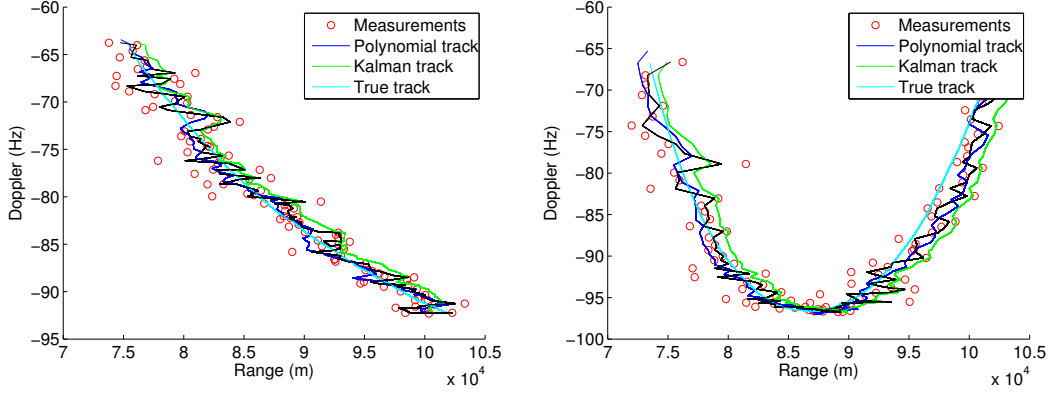 −60
−65
−70
−75
−80
−85
−90
−95
Doppler (Hz)
7
7.5
8
8.5
9
9.5
10
10.5
x 10^4
Range (m)
Measurements
Polynomial track
Kalman track
True track
−60
−65
−70
−75
−80
−85
−90
−95
−100
Doppler (Hz)
7
7.5
8
8.5
9
9.5
10
10.5
x 10^4
Range (m)
Measurements
Polynomial track
Kalman track
True track